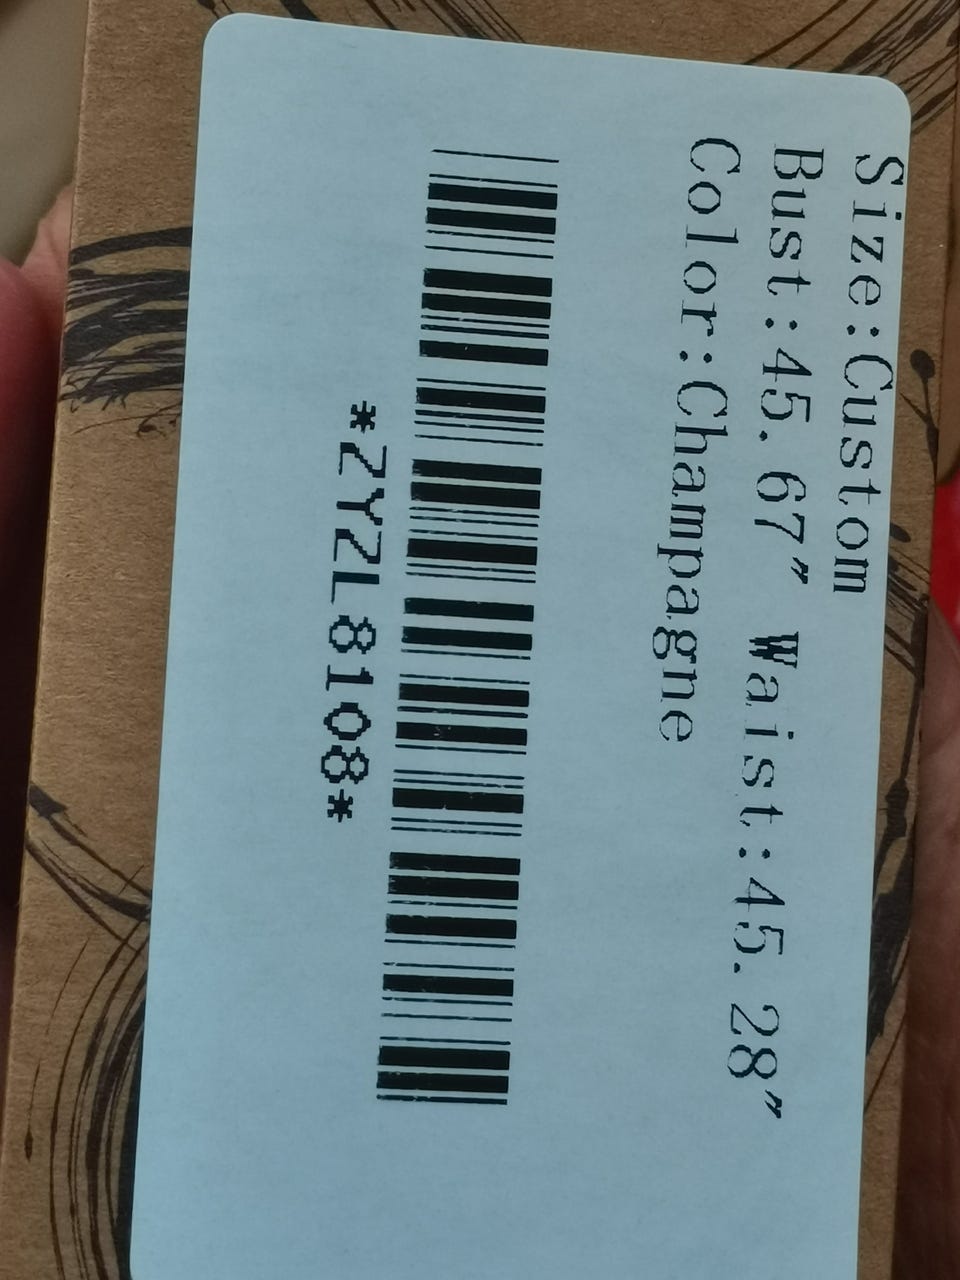 Size:Custom
Bust:45.67" Waist:45.28"
Color:Champagne
*ZYZL8108*